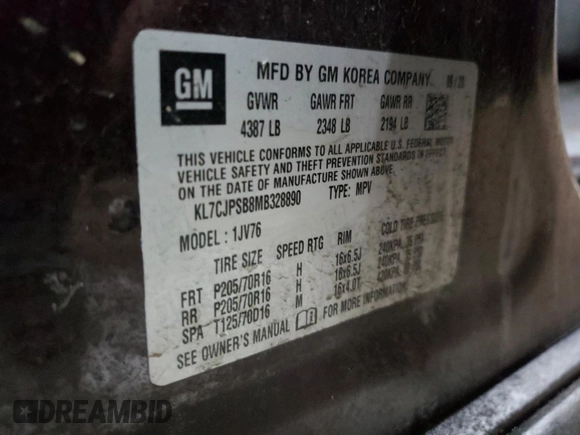 GM MFD BY GM KOREA COMPANY
GVWR GAWR FRT GAWR RR
4387 LB 2348 LB 2194 LB
THIS VEHICLE CONFORMS TO ALL APPLICABLE U.S. FEDERAL MOTOR
VEHICLE SAFETY AND THEFT PREVENTION STANDARDS IN EFFECT
ON THE DATE OF MANUFACTURE SHOWN ABOVE.
KL7CJPSB8MB328890 TYPE: MPV
MODEL: 1JV76
TIRE SIZE SPEED RTG RIM COLD TIRE PRESSURE
FRT P205/70R16 H 16x6.5J 240KPA
RR P205/70R16 H 16x6.5J 240KPA
SPA T125/70D16 M 16x4.0T 420KPA
SEE OWNER'S MANUAL FOR MORE INFORMATION.
DREAMBID